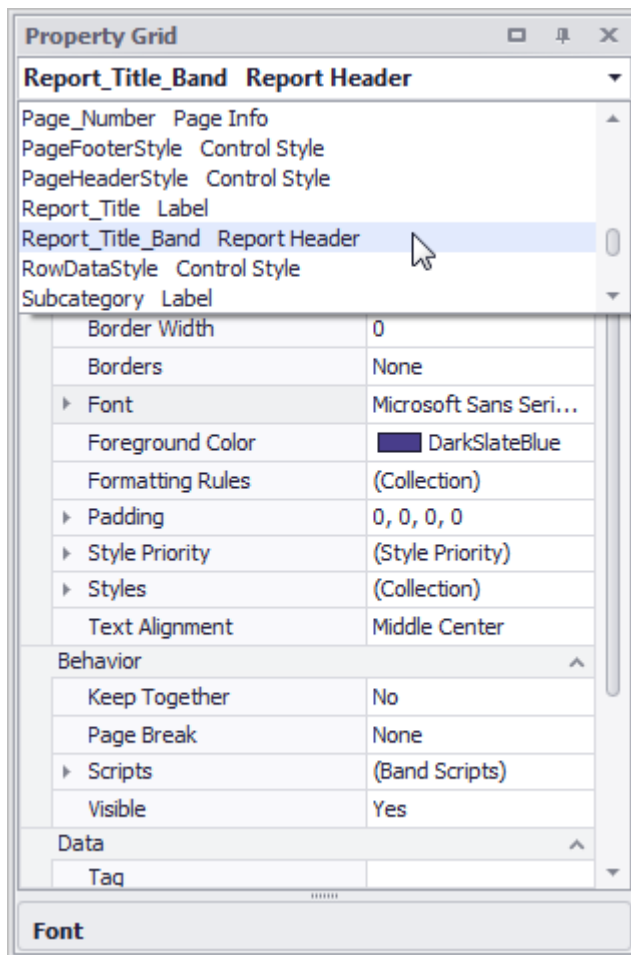 Property Grid
Report_Title_Band Report Header
Page_Number Page Info
PageFooterStyle Control Style
PageHeaderStyle Control Style
Report_Title Label
Report_Title_Band Report Header
RowDataStyle Control Style
Subcategory Label
Border Width 0
Borders None
Font Microsoft Sans Seri...
Foreground Color DarkSlateBlue
Formatting Rules (Collection)
Padding 0, 0, 0, 0
Style Priority (Style Priority)
Styles (Collection)
Text Alignment Middle Center
Behavior
Keep Together No
Page Break None
Scripts (Band Scripts)
Visible Yes
Data
Tag
Font